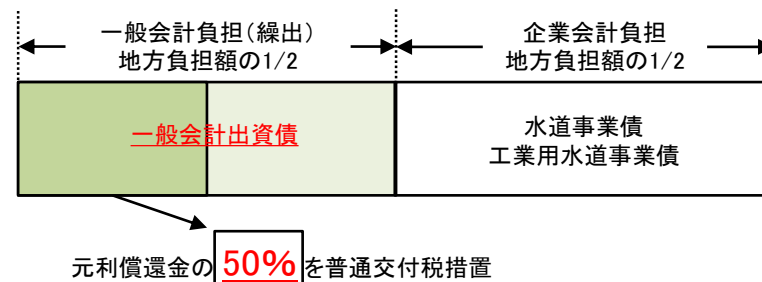 一般会計負担(繰出)
地方負担額の1/2
企業会計負担
地方負担額の1/2
一般会計出資債
水道事業債
工業用水道事業債
元利償還金の50%を普通交付税措置